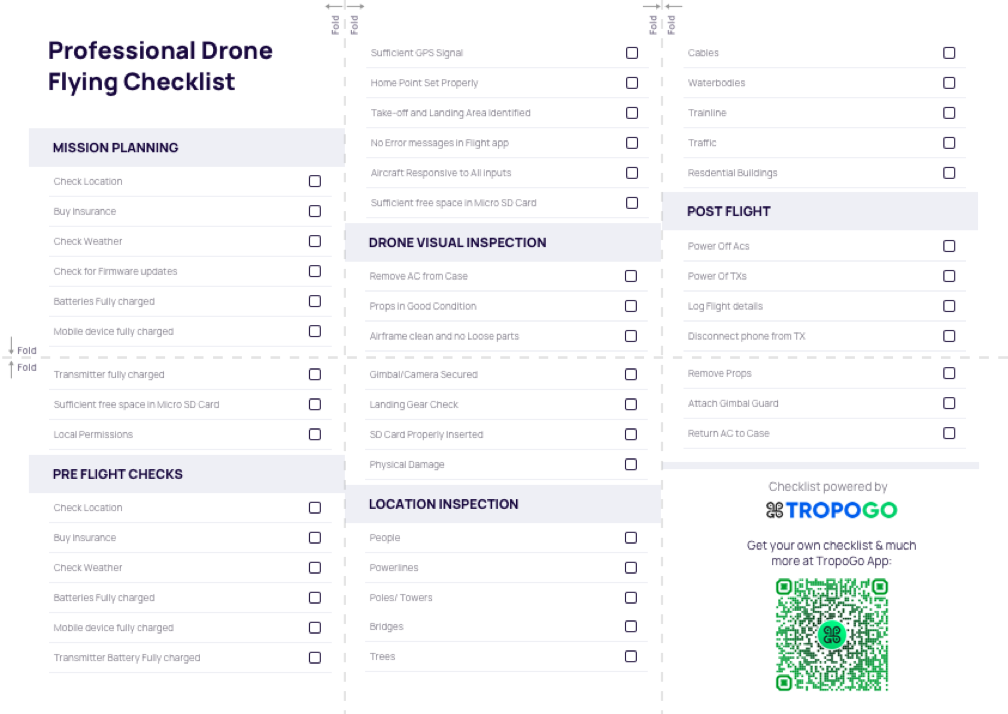 Fold
Fold
Fold
Fold
Professional Drone
Flying Checklist
MISSION PLANNING
Check Location
Buy Insurance
Check Weather
Check for Firmware updates
Batteries Fully charged
Mobile device fully charged
Fold
Fold
Transmitter fully charged
Sufficient free space in Micro SD Card
Local Permissions
PRE FLIGHT CHECKS
Check Location
Buy Insurance
Check Weather
Batteries Fully charged
Mobile device fully charged
Transmitter Battery Fully charged
Sufficient GPS Signal
Home Point Set Properly
Take-off and Landing Area Identified
No Error messages in Flight app
Aircraft Responsive to All inputs
Sufficient free space in Micro SD Card
DRONE VISUAL INSPECTION
Remove AC from Case
Props in Good Condition
Airframe clean and no Loose parts
Gimbal/Camera Secured
Landing Gear Check
SD Card Properly Inserted
Physical Damage
LOCATION INSPECTION
People
Powerlines
Poles/ Towers
Bridges
Trees
Cables
Waterbodies
Trainline
Traffic
Resdential Buildings
POST FLIGHT
Power Off Acs
Power Of TXs
Log Flight details
Disconnect phone from TX
Remove Props
Attach Gimbal Guard
Return AC to Case
Checklist powered by
TROPOGO
Get your own checklist & much
more at TropoGo App: